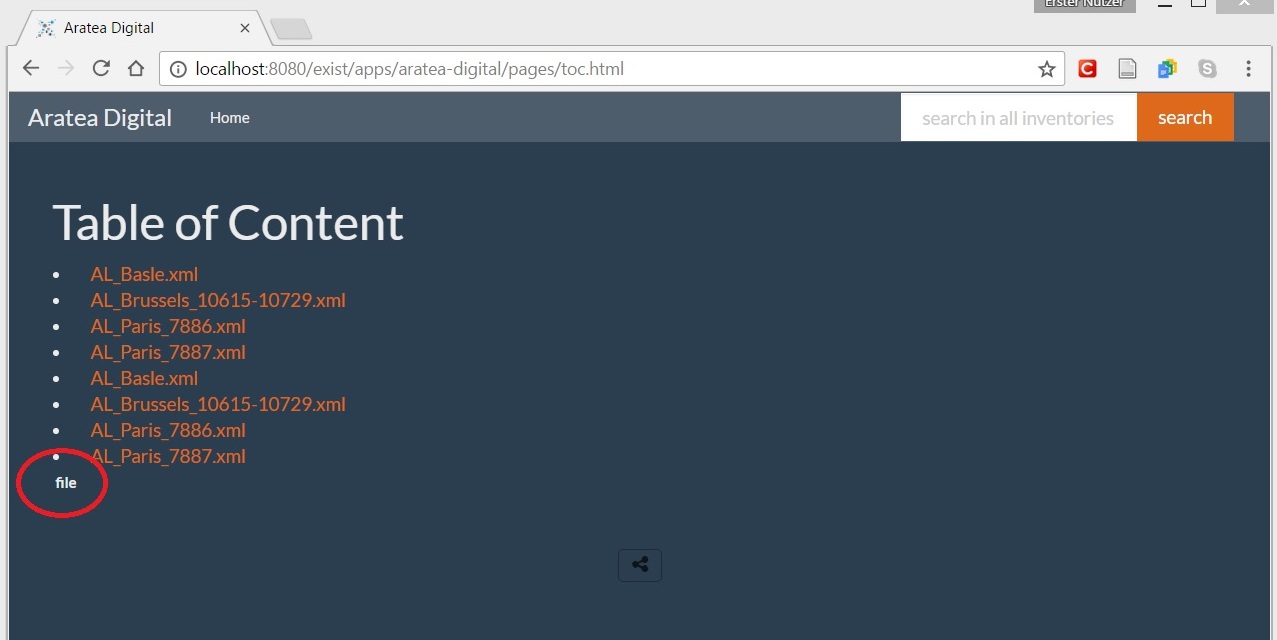 Erster Nutzer
Aratea Digital
localhost:8080/exist/apps/aratea-digital/pages/toc.html
Aratea Digital Home search in all inventories search
Table of Content
• AL_Basle.xml
• AL_Brussels_10615-10729.xml
• AL_Paris_7886.xml
• AL_Paris_7887.xml
• AL_Basle.xml
• AL_Brussels_10615-10729.xml
• AL_Paris_7886.xml
• AL_Paris_7887.xml
file